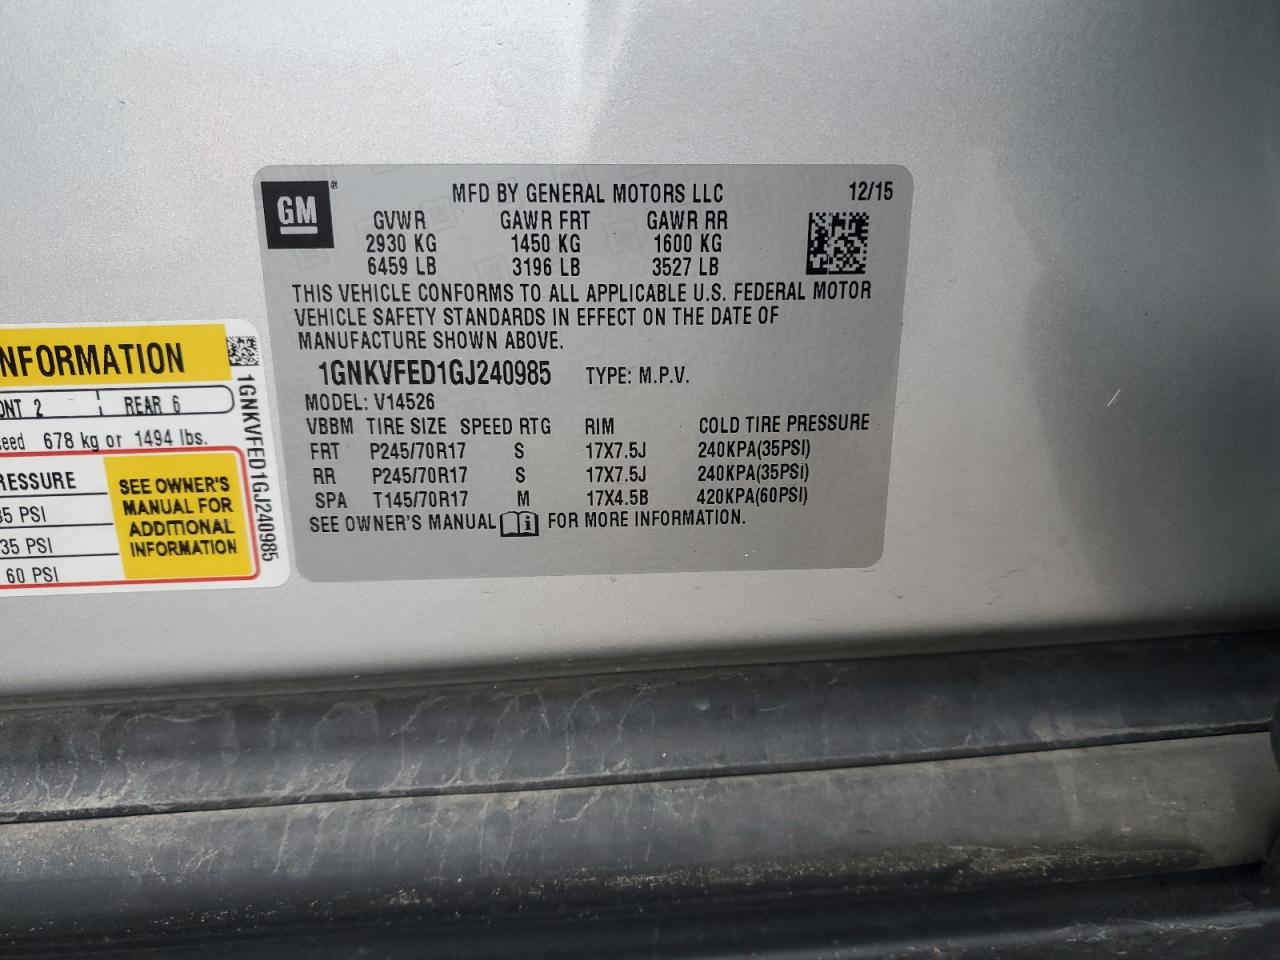 GM ®
MFD BY GENERAL MOTORS LLC 12/15
GVWR GAWR FRT GAWR RR
2930 KG 1450 KG 1600 KG
6459 LB 3196 LB 3527 LB
THIS VEHICLE CONFORMS TO ALL APPLICABLE U.S. FEDERAL MOTOR
VEHICLE SAFETY STANDARDS IN EFFECT ON THE DATE OF
MANUFACTURE SHOWN ABOVE.
1GNKVFED1GJ240985 TYPE: M.P.V.
MODEL: V14526
VBBM TIRE SIZE SPEED RTG RIM COLD TIRE PRESSURE
FRT P245/70R17 S 17X7.5J 240KPA(35PSI)
RR P245/70R17 S 17X7.5J 240KPA(35PSI)
SPA T145/70R17 M 17X4.5B 420KPA(60PSI)
SEE OWNER'S MANUAL i FOR MORE INFORMATION.
NFORMATION
ONT 2 REAR 6
eed 678 kg or 1494 lbs.
RESSURE
35 PSI
35 PSI
60 PSI
SEE OWNER'S
MANUAL FOR
ADDITIONAL
INFORMATION
1GNKVFED1GJ240985